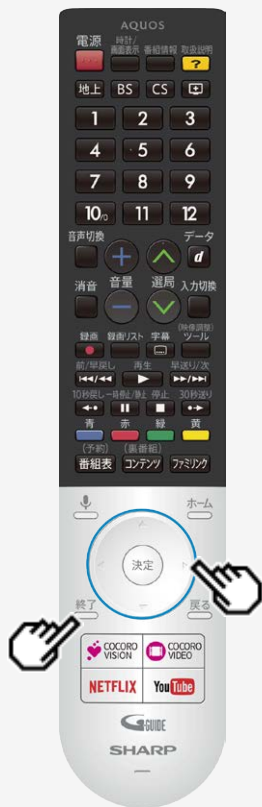 AQUOS
電源 時計/画面表示 番組情報 取扱説明
?
地上 BS CS
1 2 3
4 5 6
7 8 9
10/0 11 12
音声切換 データ
+ d
消音 音量 選局 入力切換
(映像調整)
録画 録画リスト 字幕 ツール
前/早戻し 再生 早送り/次
10秒戻し 一時停止/静止 停止 30秒送り
青 赤 緑 黄
(予約) (裏番組)
番組表 コンテンツ ファミリンク
ホーム
決定
終了 戻る
COCORO VISION COCORO VIDEO
NETFLIX YouTube
G GUIDE
SHARP